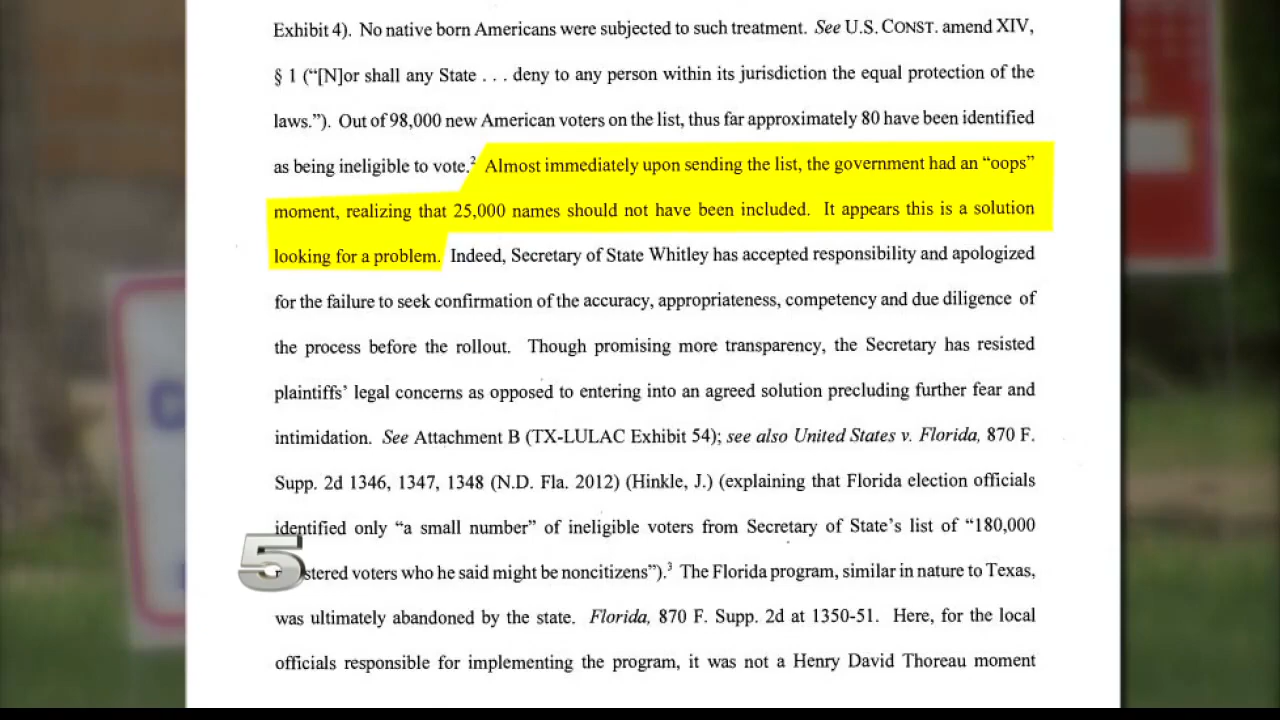 Exhibit 4). No native born Americans were subjected to such treatment. See U.S. CONST. amend XIV,
§ 1 (“[N]or shall any State . . . deny to any person within its jurisdiction the equal protection of the
laws.”). Out of 98,000 new American voters on the list, thus far approximately 80 have been identified
as being ineligible to vote.² Almost immediately upon sending the list, the government had an “oops”
moment, realizing that 25,000 names should not have been included. It appears this is a solution
looking for a problem. Indeed, Secretary of State Whitley has accepted responsibility and apologized
for the failure to seek confirmation of the accuracy, appropriateness, competency and due diligence of
the process before the rollout. Though promising more transparency, the Secretary has resisted
plaintiffs’ legal concerns as opposed to entering into an agreed solution precluding further fear and
intimidation. See Attachment B (TX-LULAC Exhibit 54); see also United States v. Florida, 870 F.
Supp. 2d 1346, 1347, 1348 (N.D. Fla. 2012) (Hinkle, J.) (explaining that Florida election officials
identified only “a small number” of ineligible voters from Secretary of State’s list of “180,000
5
stered voters who he said might be noncitizens”).³ The Florida program, similar in nature to Texas,
was ultimately abandoned by the state. Florida, 870 F. Supp. 2d at 1350-51. Here, for the local
officials responsible for implementing the program, it was not a Henry David Thoreau moment